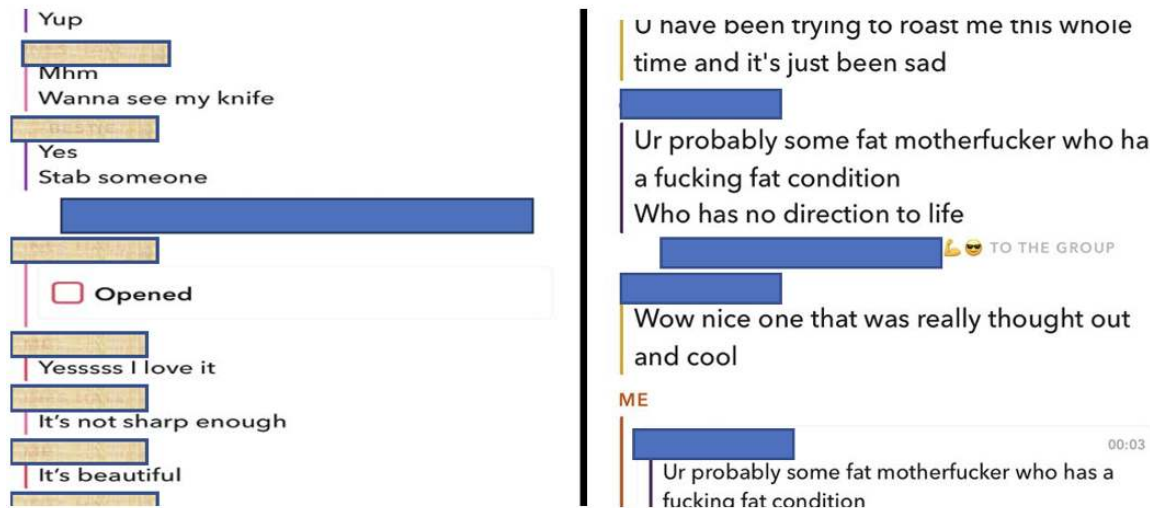 Yup
Mhm
Wanna see my knife
BESTIE
Yes
Stab someone
Opened
ME
Yesssss I love it
It's not sharp enough
ME
It's beautiful
U have been trying to roast me this whole
time and it's just been sad
Ur probably some fat motherfucker who ha
a fucking fat condition
Who has no direction to life
💪😎 TO THE GROUP
Wow nice one that was really thought out
and cool
ME
00:03
Ur probably some fat motherfucker who has a
fucking fat condition